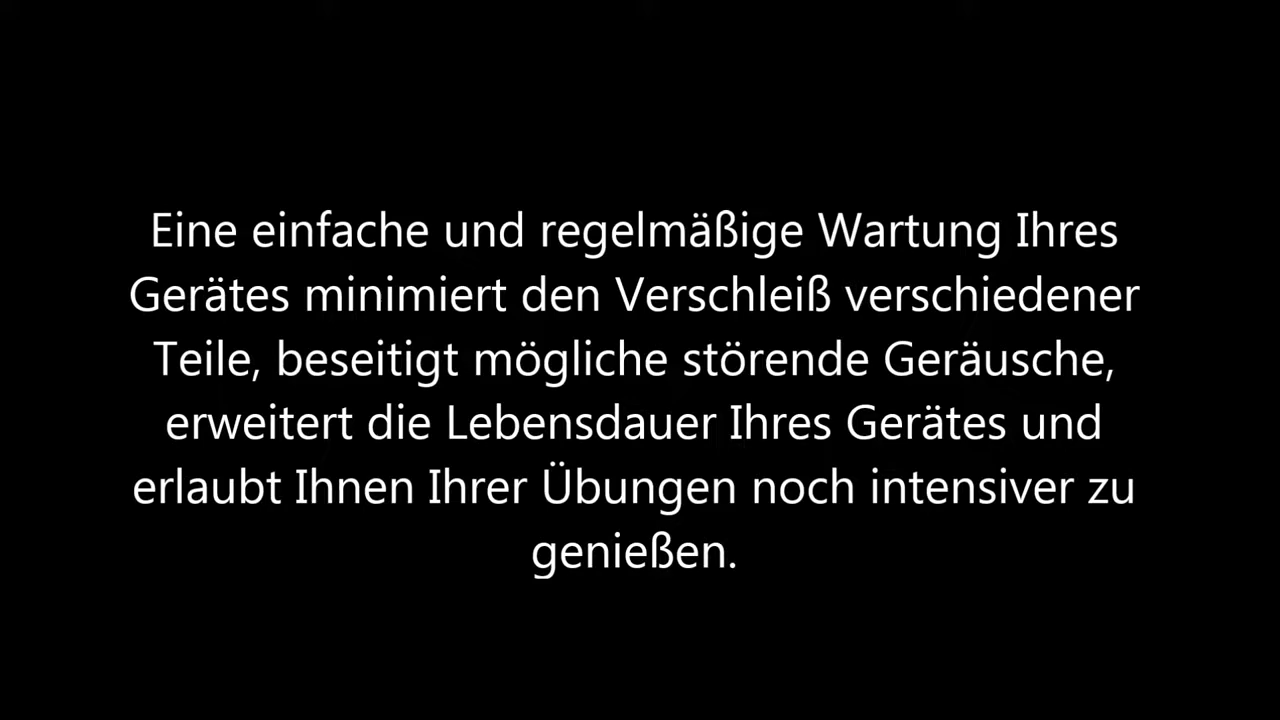 Eine einfache und regelmäßige Wartung Ihres
Gerätes minimiert den Verschleiß verschiedener
Teile, beseitigt mögliche störende Geräusche,
erweitert die Lebensdauer Ihres Gerätes und
erlaubt Ihnen Ihrer Übungen noch intensiver zu
genießen.